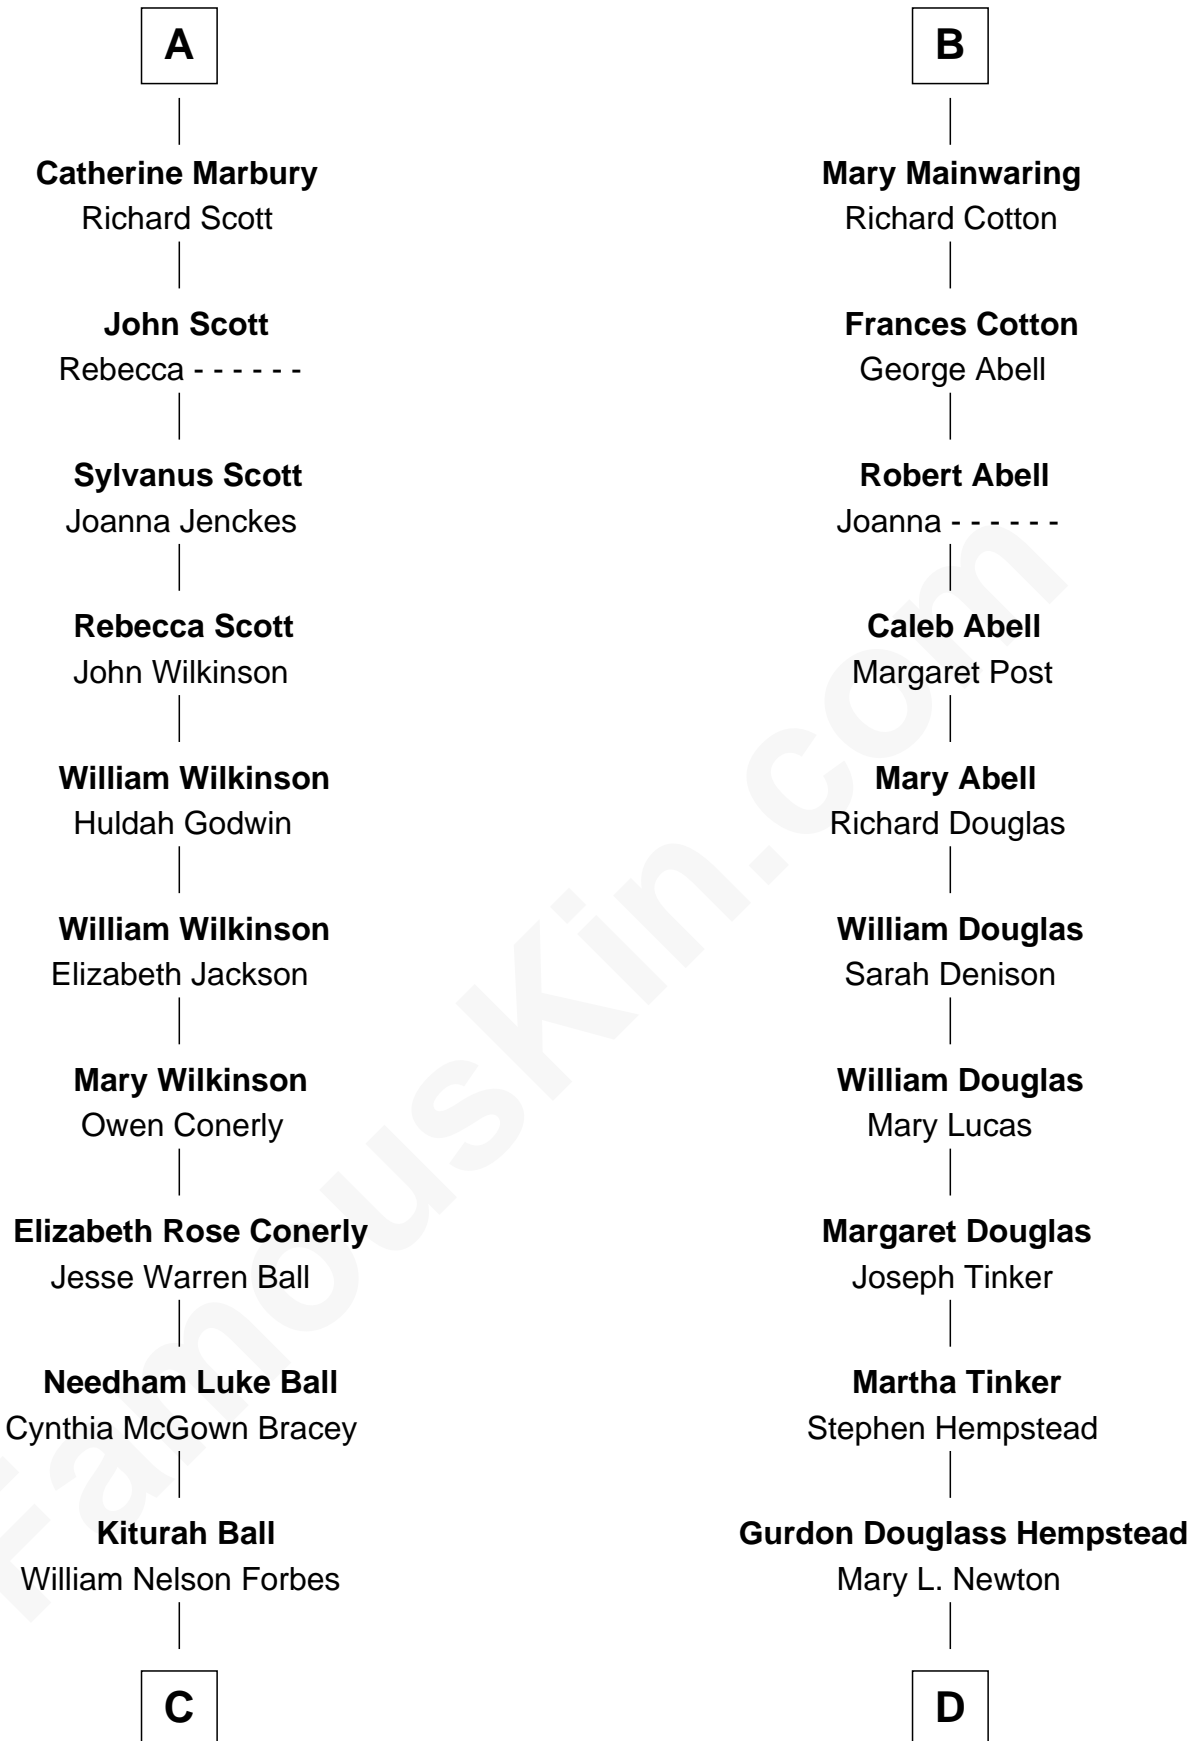 A
Catherine Marbury
Richard Scott
John Scott
Rebecca - - - - - -
Sylvanus Scott
Joanna Jenckes
Rebecca Scott
John Wilkinson
William Wilkinson
Huldah Godwin
William Wilkinson
Elizabeth Jackson
Mary Wilkinson
Owen Conerly
Elizabeth Rose Conerly
Jesse Warren Ball
Needham Luke Ball
Cynthia McGown Bracey
Kiturah Ball
William Nelson Forbes
C
B
Mary Mainwaring
Richard Cotton
Frances Cotton
George Abell
Robert Abell
Joanna - - - - - -
Caleb Abell
Margaret Post
Mary Abell
Richard Douglas
William Douglas
Sarah Denison
William Douglas
Mary Lucas
Margaret Douglas
Joseph Tinker
Martha Tinker
Stephen Hempstead
Gurdon Douglass Hempstead
Mary L. Newton
D
FamousKin.com